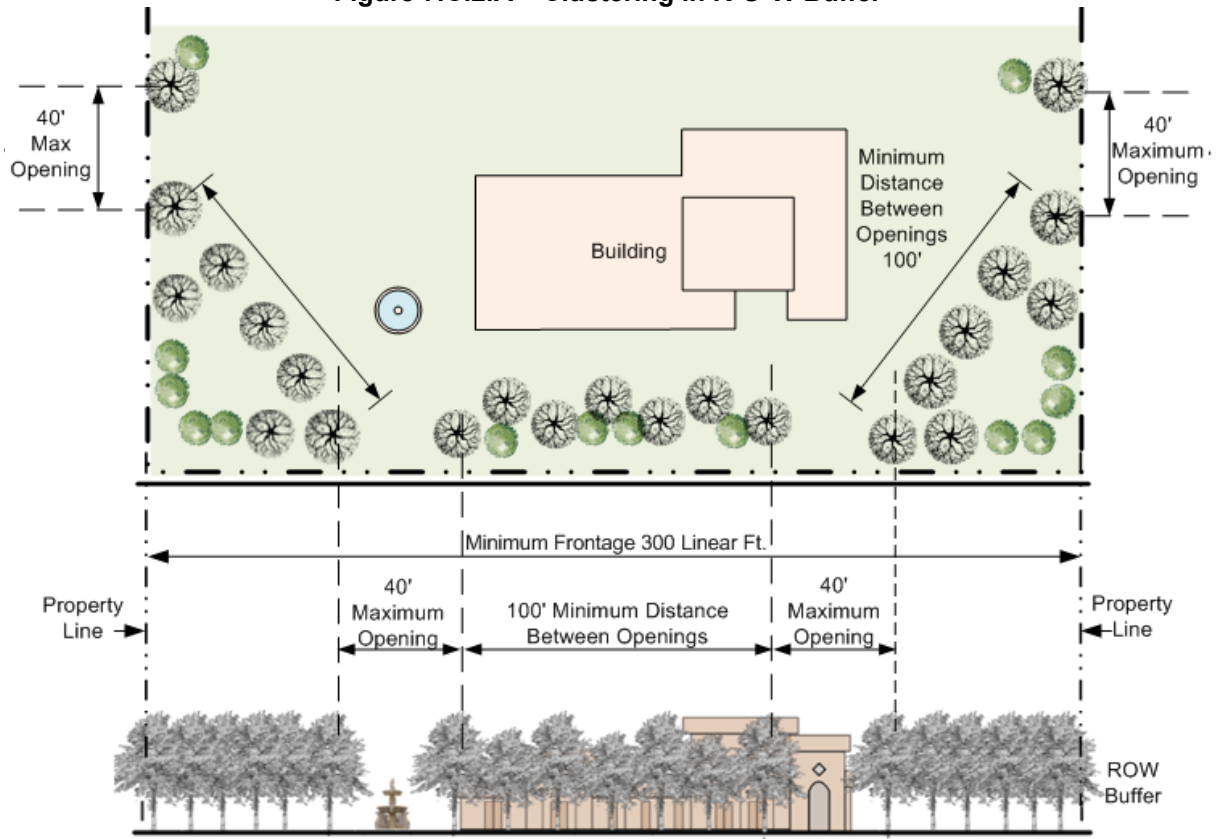 40'
Max
Opening
Building
Minimum
Distance
Between
Openings
100'
40'
Maximum
Opening
Minimum Frontage 300 Linear Ft.
Property
Line
40'
Maximum
Opening
100' Minimum Distance
Between Openings
40'
Maximum
Opening
Property
Line
ROW
Buffer